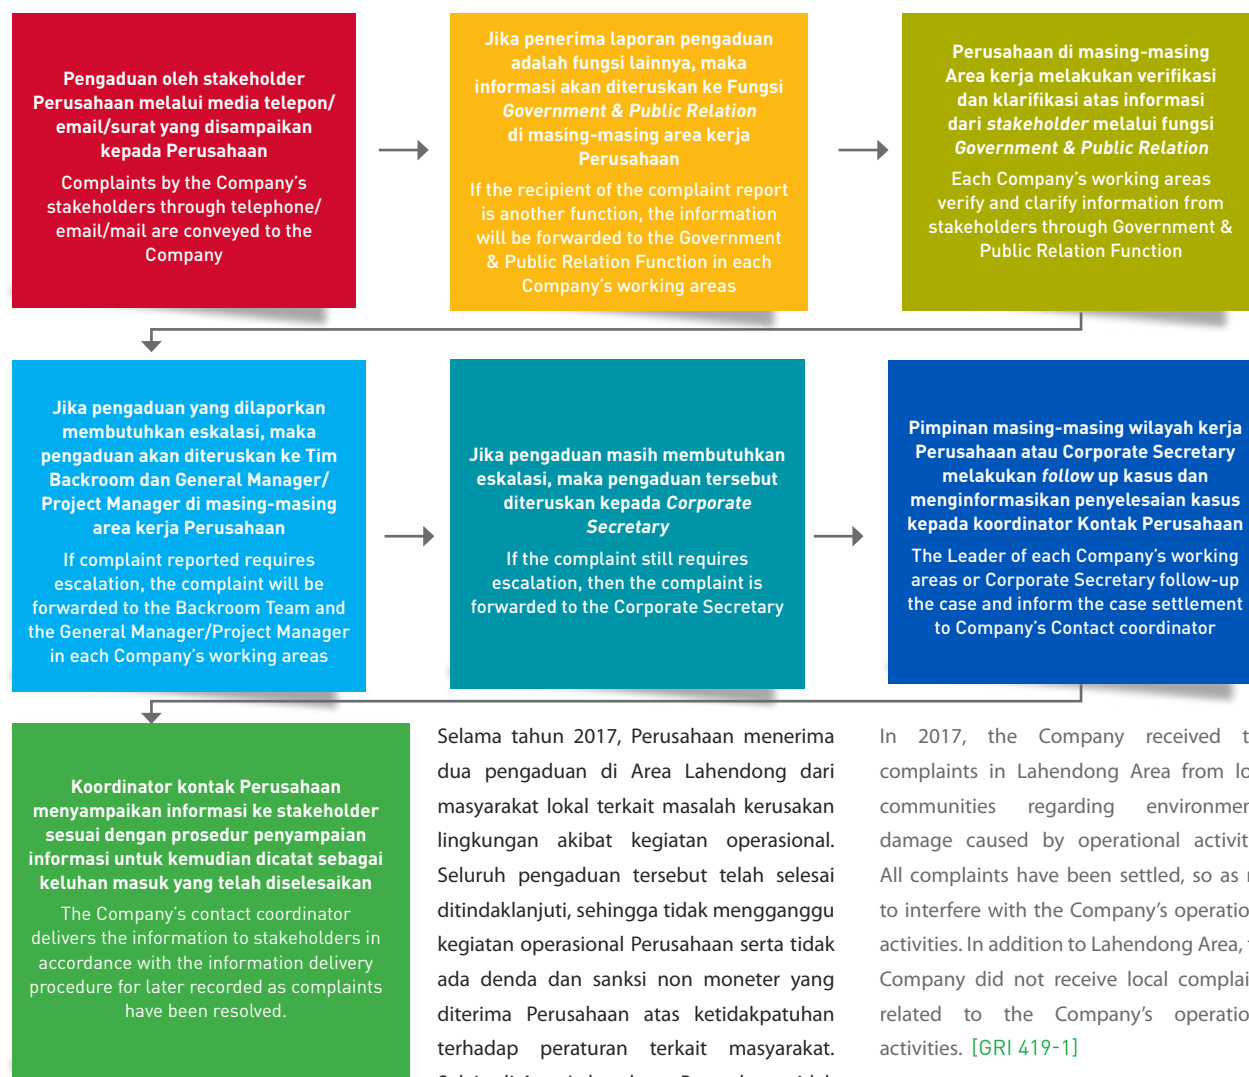 Pengaduan oleh stakeholder
Perusahaan melalui media telepon/
email/surat yang disampaikan
kepada Perusahaan
Complaints by the Company's
stakeholders through telephone/
email/mail are conveyed to the
Company
Jika penerima laporan pengaduan
adalah fungsi lainnya, maka
informasi akan diteruskan ke Fungsi
Government & Public Relation
di masing-masing area kerja
Perusahaan
If the recipient of the complaint report
is another function, the information
will be forwarded to the Government
& Public Relation Function in each
Company's working areas
Perusahaan di masing-masing
Area kerja melakukan verifikasi
dan klarifikasi atas informasi
dari stakeholder melalui fungsi
Government & Public Relation
Each Company's working areas
verify and clarify information from
stakeholders through Government &
Public Relation Function
Jika pengaduan yang dilaporkan
membutuhkan eskalasi, maka
pengaduan akan diteruskan ke Tim
Backroom dan General Manager/
Project Manager di masing-masing
area kerja Perusahaan
If complaint reported requires
escalation, the complaint will be
forwarded to the Backroom Team and
the General Manager/Project Manager
in each Company's working areas
Jika pengaduan masih membutuhkan
eskalasi, maka pengaduan tersebut
diteruskan kepada Corporate
Secretary
If the complaint still requires
escalation, then the complaint is
forwarded to the Corporate Secretary
Pimpinan masing-masing wilayah kerja
Perusahaan atau Corporate Secretary
melakukan follow up kasus dan
menginformasikan penyelesaian kasus
kepada koordinator Kontak Perusahaan
The Leader of each Company's working
areas or Corporate Secretary follow-up
the case and inform the case settlement
to Company's Contact coordinator
Koordinator kontak Perusahaan
menyampaikan informasi ke stakeholder
sesuai dengan prosedur penyampaian
informasi untuk kemudian dicatat sebagai
keluhan masuk yang telah diselesaikan
The Company's contact coordinator
delivers the information to stakeholders in
accordance with the information delivery
procedure for later recorded as complaints
have been resolved.
Selama tahun 2017, Perusahaan menerima
dua pengaduan di Area Lahendong dari
masyarakat lokal terkait masalah kerusakan
lingkungan akibat kegiatan operasional.
Seluruh pengaduan tersebut telah selesai
ditindaklanjuti, sehingga tidak mengganggu
kegiatan operasional Perusahaan serta tidak
ada denda dan sanksi non moneter yang
diterima Perusahaan atas ketidakpatuhan
terhadap peraturan terkait masyarakat.
In 2017, the Company received
complaints in Lahendong Area from
communities regarding
damage caused by operational
All complaints have been settled, so as
to interfere with the Company's
activities. In addition to Lahendong Area,
Company did not receive local
related to the Company's
activities. [GRI 419-1]